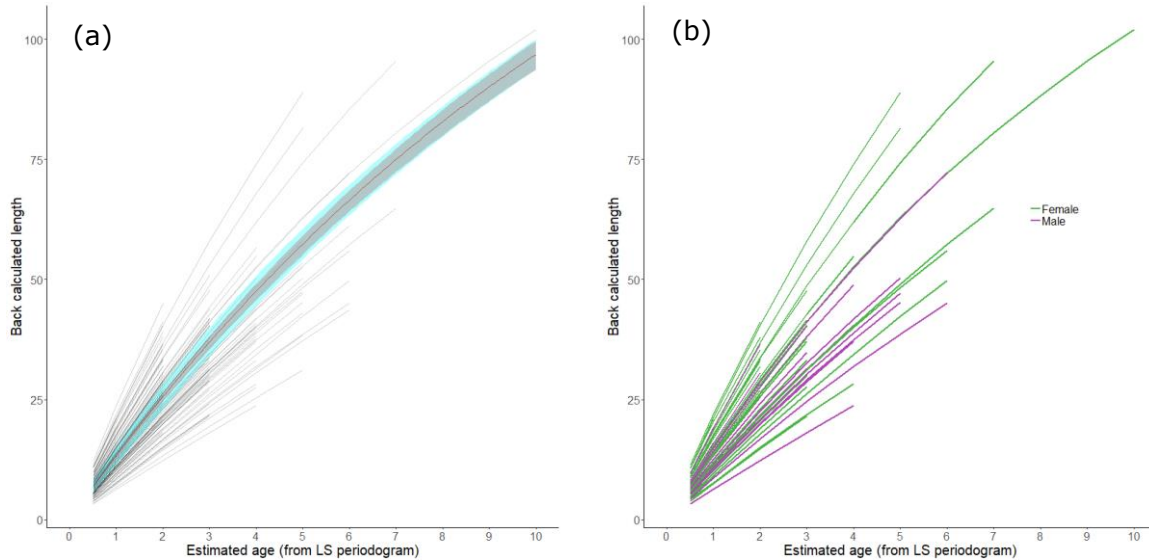 (a)
100
75
50
25
0
Back calculated length
0 1 2 3 4 5 6 7 8 9 10
Estimated age (from LS periodogram)
(b)
100
75
50
25
0
Back calculated length
Female
Male
0 1 2 3 4 5 6 7 8 9 10
Estimated age (from LS periodogram)